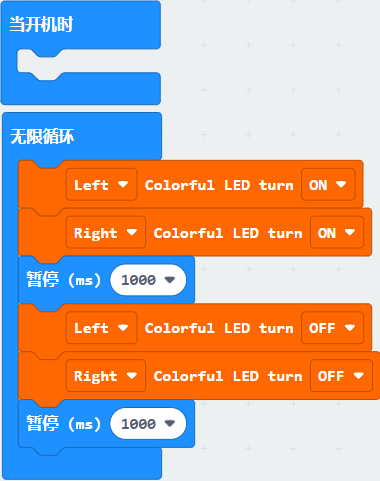 当开机时
无限循环
Left Colorful LED turn ON
Right Colorful LED turn ON
暂停 (ms) 1000
Left Colorful LED turn OFF
Right Colorful LED turn OFF
暂停 (ms) 1000